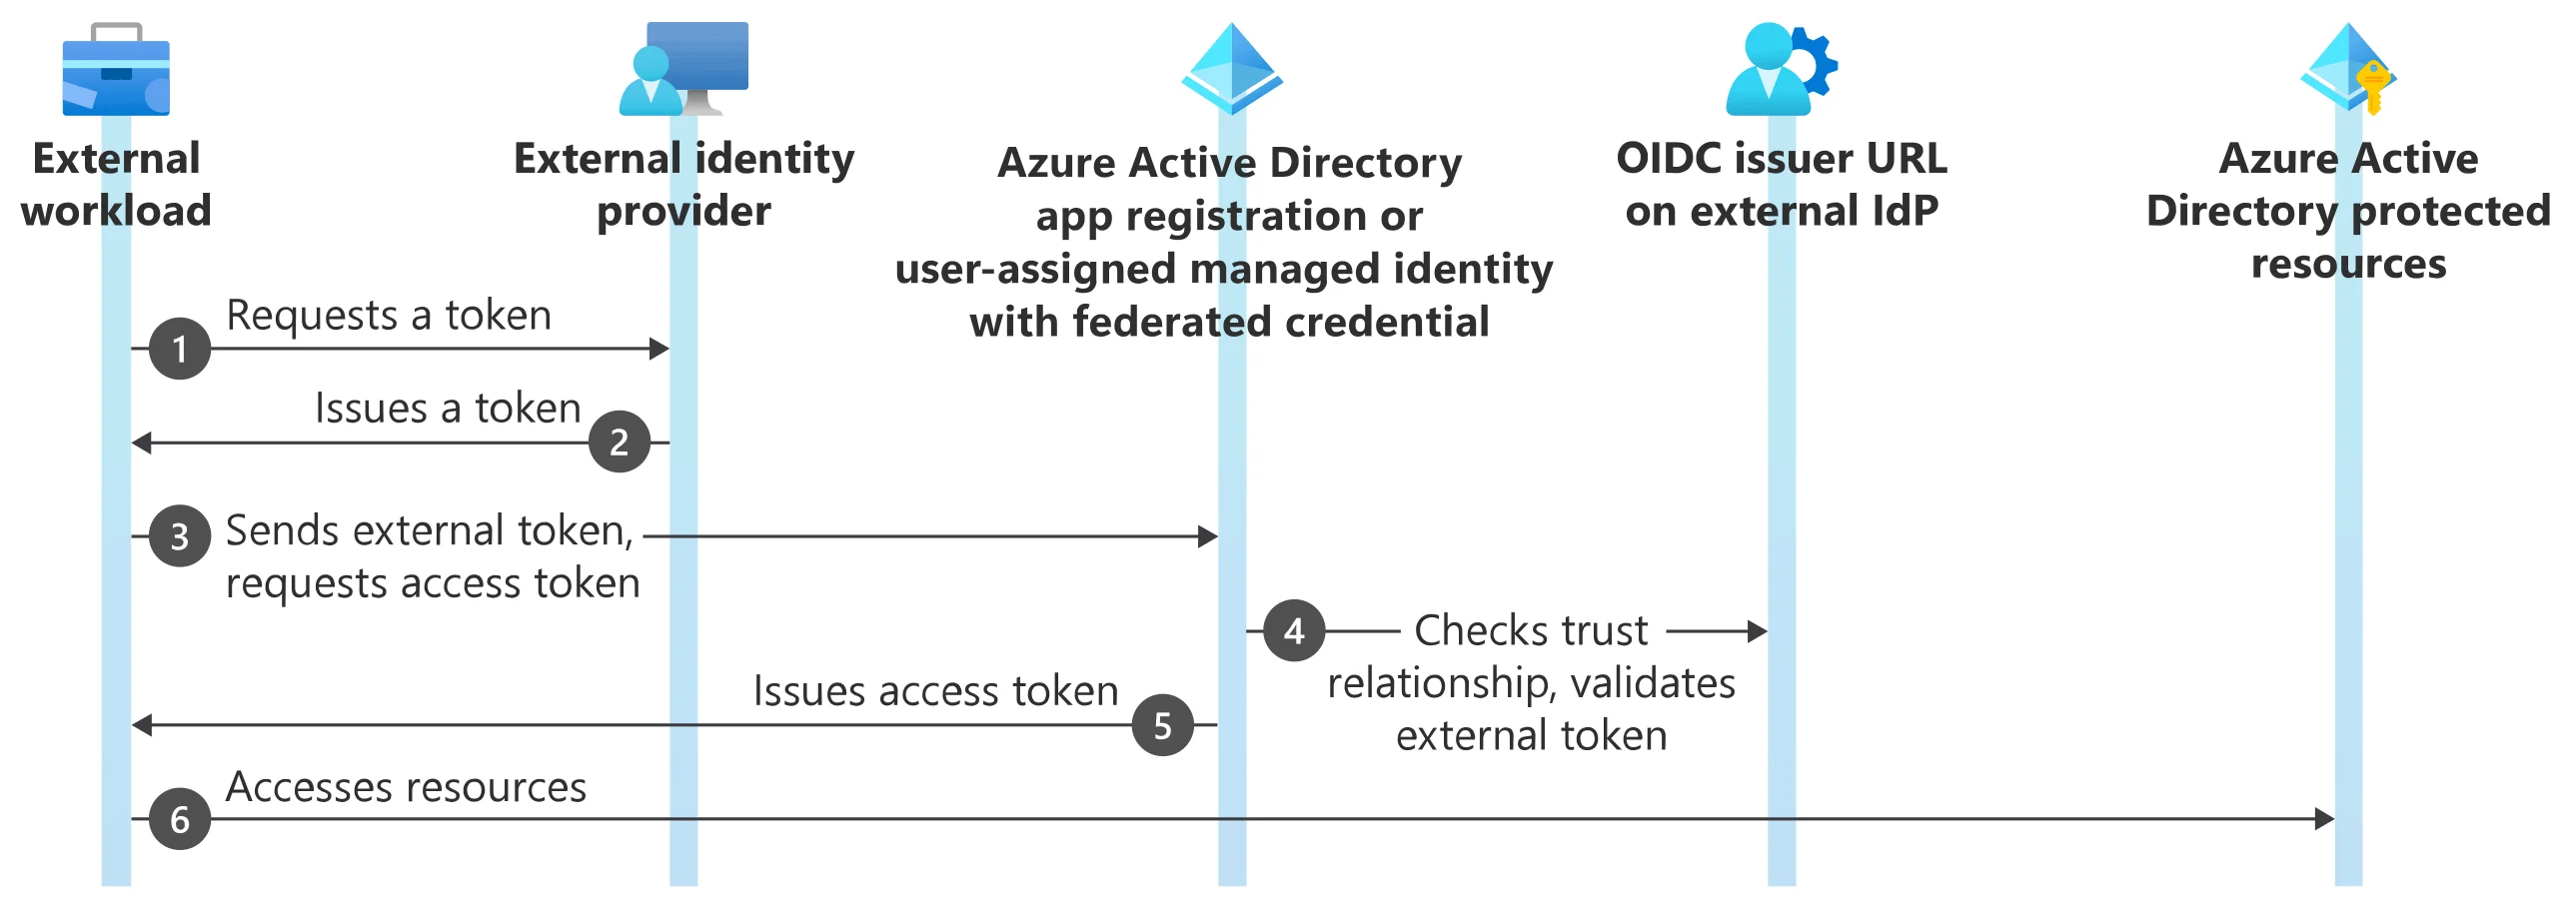 External
workload
External identity
provider
Azure Active Directory
app registration or
user-assigned managed identity
with federated credential
OIDC issuer URL
on external IdP
Azure Active
Directory protected
resources
Requests a token
1
Issues a token
2
3
Sends external token,
requests access token
4
Checks trust
relationship, validates
external token
Issues access token
5
Accesses resources
6